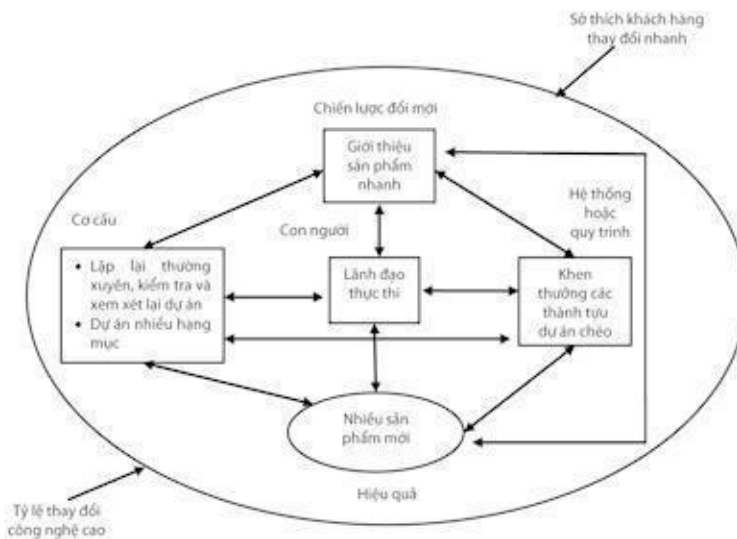 Sở thích khách hàng
thay đổi nhanh
Chiến lược đổi mới
Giới thiệu
sản phẩm
nhanh
Hệ thống
hoặc
quy trình
Cơ cấu
Con người
• Lặp lại thường
xuyên, kiểm tra và
xem xét lại dự án
• Dự án nhiều hạng
mục
Lãnh đạo
thực thi
Khen
thưởng các
thành tựu
dự án chéo
Nhiều sản
phẩm mới
Hiệu quả
Tỷ lệ thay đổi
công nghệ cao